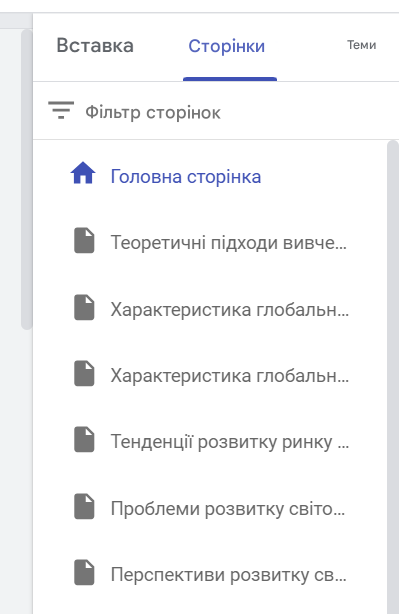 Вставка Сторінки Теми
Фільтр сторінок
Головна сторінка
Теоретичні підходи вивче...
Характеристика глобальн...
Характеристика глобальн...
Тенденції розвитку ринку ...
Проблеми розвитку світо...
Перспективи розвитку св...